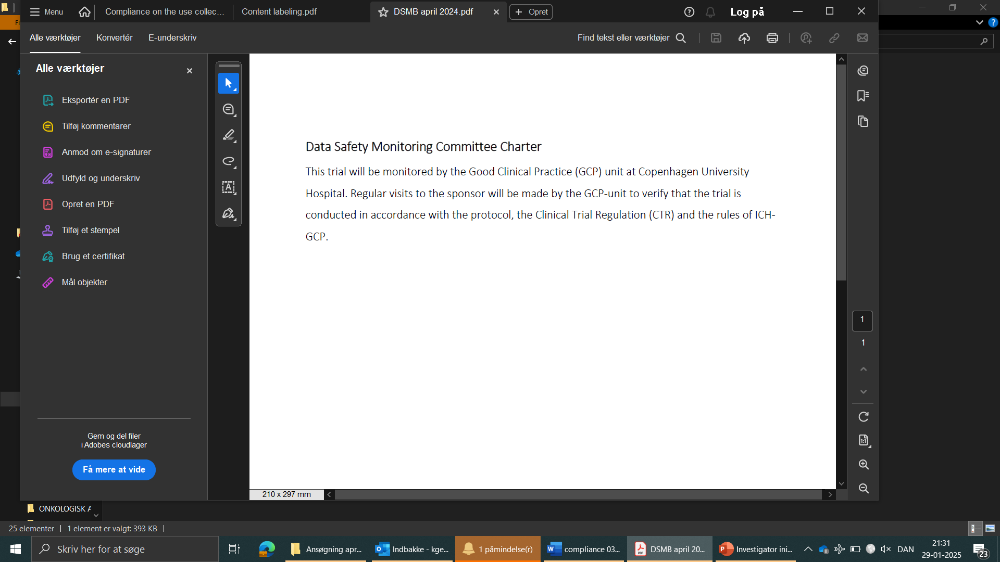 Menu
Compliance on the use collec...
Content labeling.pdf
DSMB april 2024.pdf
Opret
Log på
Alle værktøjer
Konvertér
E-underskriv
Find tekst eller værktøjer
Alle værktøjer
Eksportér en PDF
Tilføj kommentarer
Anmod om e-signaturer
Udfyld og underskriv
Opret en PDF
Tilføj et stempel
Brug et certifikat
Mål objekter
Gem og del filer
i Adobes cloudlager
Få mere at vide
Data Safety Monitoring Committee Charter
This trial will be monitored by the Good Clinical Practice (GCP) unit at Copenhagen University
Hospital. Regular visits to the sponsor will be made by the GCP-unit to verify that the trial is
conducted in accordance with the protocol, the Clinical Trial Regulation (CTR) and the rules of ICH-
GCP.
1
1
210 x 297 mm
ONKOLOGISK A
25 elementer
1 element er valgt: 393 KB
Skriv her for at søge
Ansøgning apr...
Indbakke - kge...
1 påmindelse(r)
compliance 03...
DSMB april 20...
Investigator ini...
DAN
21:31
29-01-2025
23